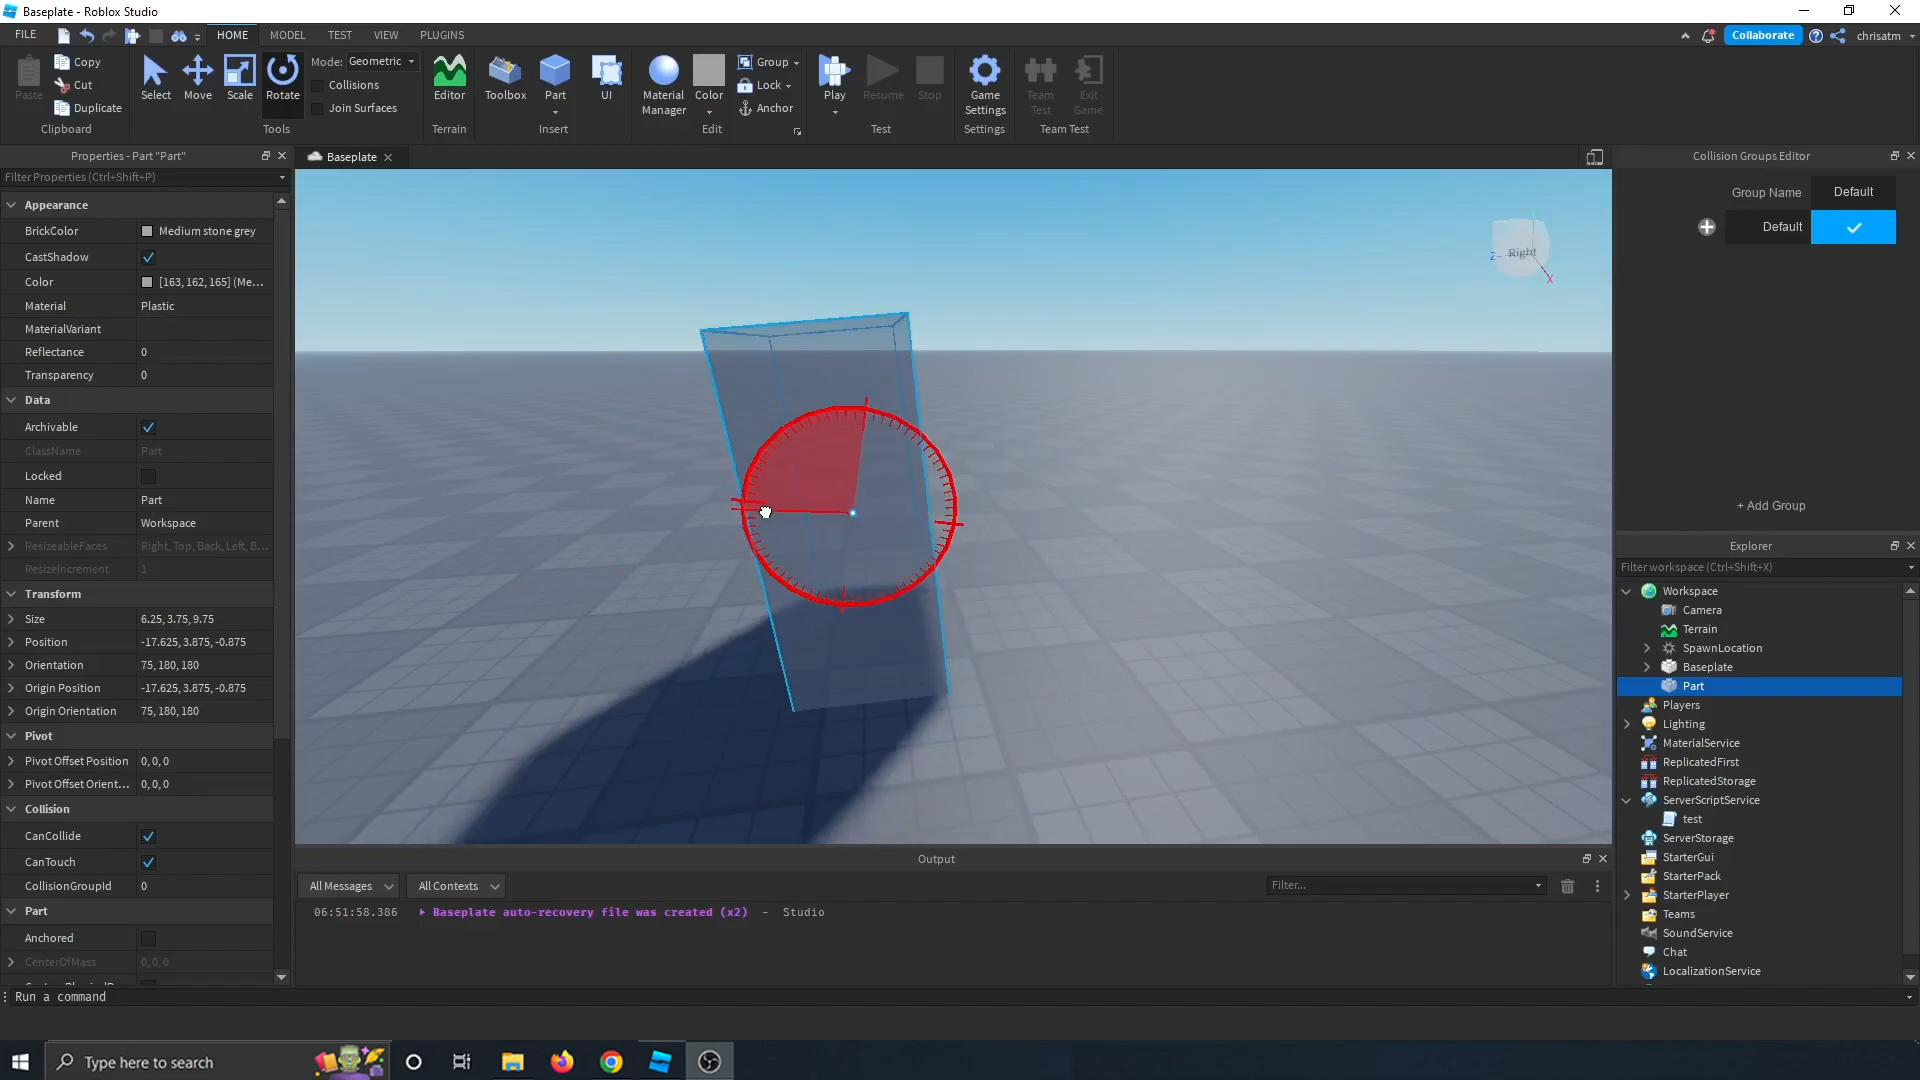 Baseplate - Roblox Studio
FILE HOME MODEL TEST VIEW PLUGINS Collaborate chrisatm
Paste Copy Cut Duplicate Clipboard
Select Move Scale Rotate Mode: Geometric Collisions Join Surfaces Tools
Editor Terrain
Toolbox Part UI Insert
Material Manager Color Group Lock Anchor Edit
Play Resume Stop Test
Game Settings Settings
Team Test Exit Game Team Test
Properties - Part "Part"
Filter Properties (Ctrl+Shift+P)
Appearance
BrickColor Medium stone grey
CastShadow
Color [163, 162, 165] (Me...
Material Plastic
MaterialVariant
Reflectance 0
Transparency 0
Data
Archivable
ClassName Part
Locked
Name Part
Parent Workspace
ResizeableFaces Right, Top, Back, Left, B...
ResizeIncrement 1
Transform
Size 6.25, 3.75, 9.75
Position -17.625, 3.875, -0.875
Orientation 75, 180, 180
Origin Position -17.625, 3.875, -0.875
Origin Orientation 75, 180, 180
Pivot
Pivot Offset Position 0, 0, 0
Pivot Offset Orient... 0, 0, 0
Collision
CanCollide
CanTouch
CollisionGroupId 0
Part
Anchored
CenterOfMass 0, 0, 0
Baseplate
Right
Z
X
Output
All Messages All Contexts Filter...
06:51:58.386 Baseplate auto-recovery file was created (x2) - Studio
Collision Groups Editor
Group Name Default
Default
+ Add Group
Explorer
Filter workspace (Ctrl+Shift+X)
Workspace
Camera
Terrain
SpawnLocation
Baseplate
Part
Players
Lighting
MaterialService
ReplicatedFirst
ReplicatedStorage
ServerScriptService
test
ServerStorage
StarterGui
StarterPack
StarterPlayer
Teams
SoundService
Chat
LocalizationService
Run a command
Type here to search